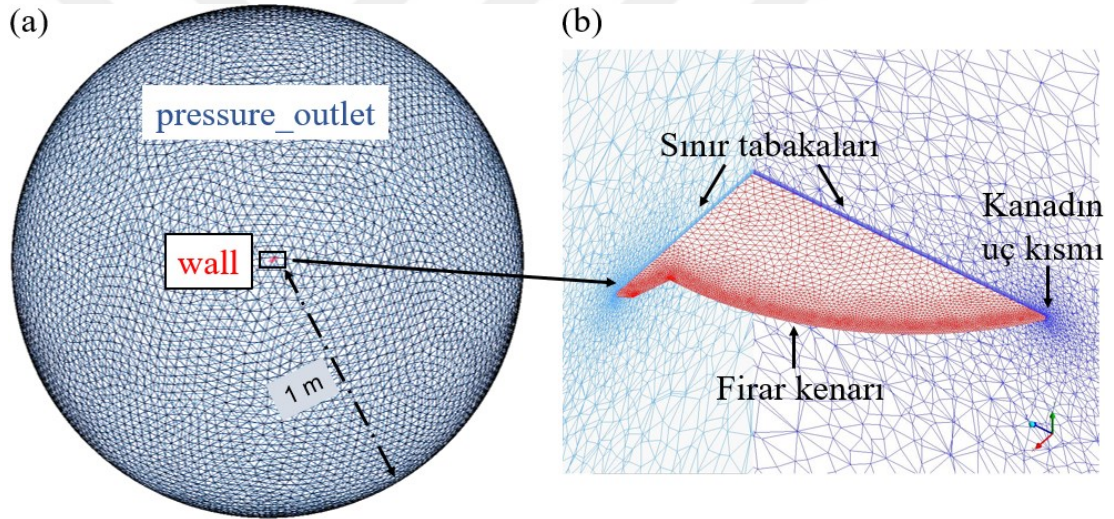 (a)
pressure_outlet
wall
1 m
(b)
Sınır tabakaları
Kanadın
uç kısmı
Firar kenarı